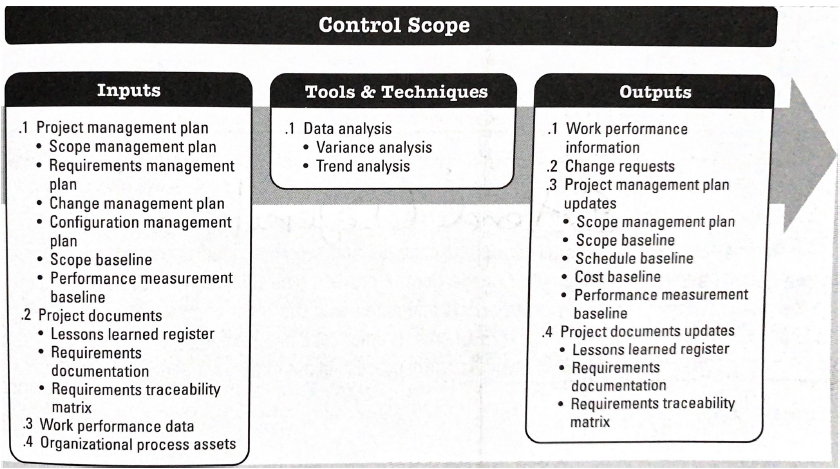 Control Scope
Inputs
.1 Project management plan
• Scope management plan
• Requirements management
plan
• Change management plan
• Configuration management
plan
• Scope baseline
• Performance measurement
baseline
.2 Project documents
• Lessons learned register
• Requirements
documentation
• Requirements traceability
matrix
.3 Work performance data
.4 Organizational process assets
Tools & Techniques
.1 Data analysis
• Variance analysis
• Trend analysis
Outputs
.1 Work performance
information
.2 Change requests
.3 Project management plan
updates
• Scope management plan
• Scope baseline
• Schedule baseline
• Cost baseline
• Performance measurement
baseline
.4 Project documents updates
• Lessons learned register
• Requirements
documentation
• Requirements traceability
matrix